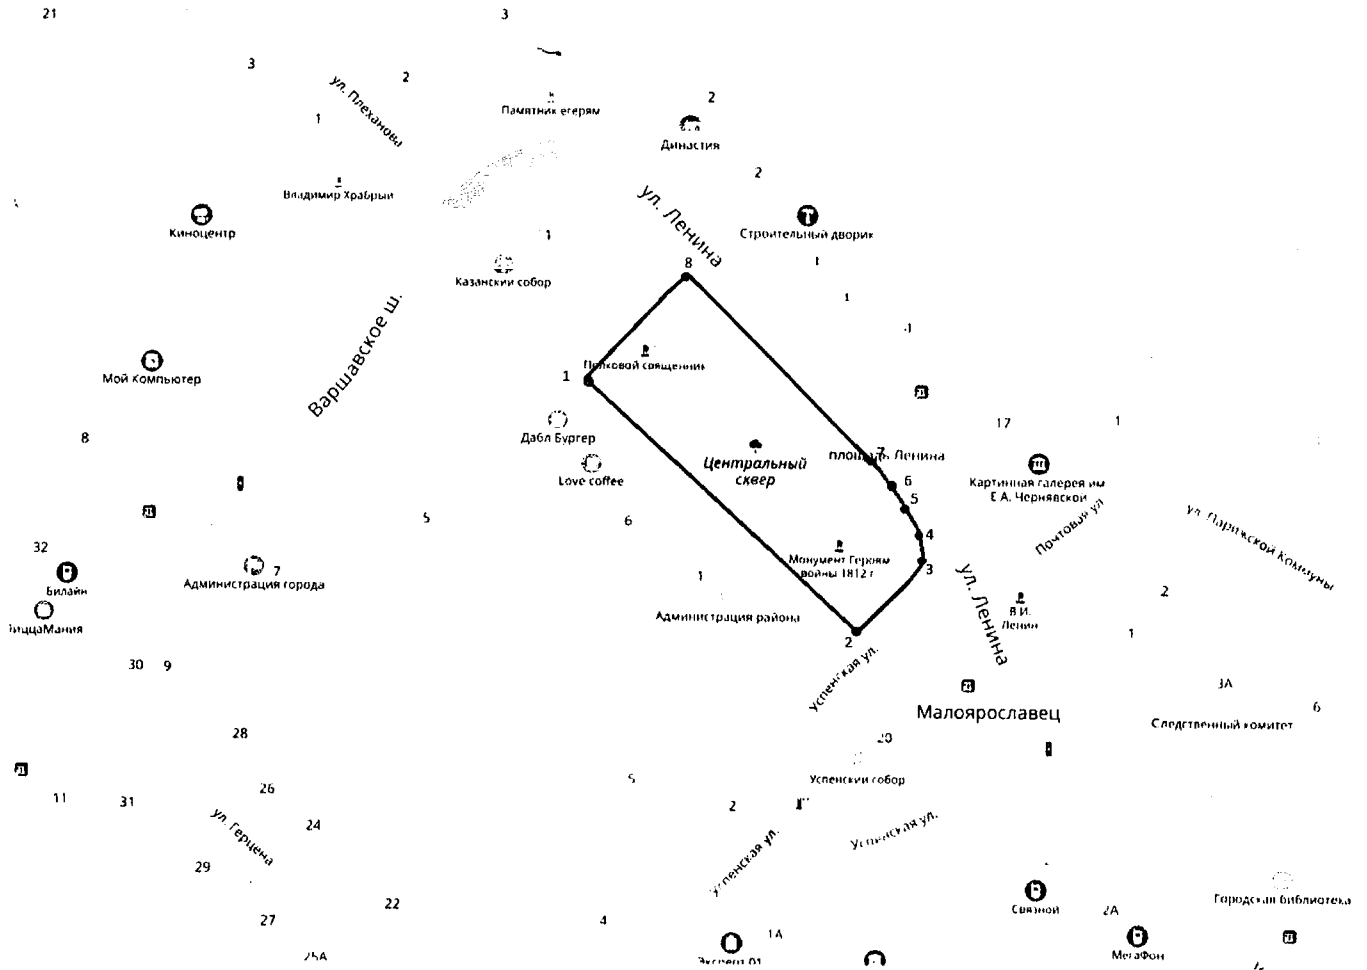 21
3
3
2
ул. Плеханова
1
Памятник егерям
2
Династия
2
Владимир Храбрый
Киноцентр
ул. Ленина
Строительный дворик
1
Казанский собор
8
1
1
Варшавское ш.
Полковой священник
1
Мой Компьютер
Дабл Бургер
8
17
1
площадь Ленина
7
Центральный
сквер
Love coffee
6
Картинная галерея им
Е.А. Чернявской
5
5
6
Почтовая ул
ул. Парижской Коммуны
4
32
Монумент Героям
войны 1812 г
3
Билайн
7
Администрация города
1
ул. Ленина
2
В.И.
Ленин
Администрация района
1
2
30
9
Успенская ул.
3А
6
Малоярославец
Следственный комитет
28
20
Успенский собор
5
26
11
31
2
ул. Герцена
24
Успенская ул.
Успенская ул.
29
22
27
4
Связной
2А
Городская библиотека
1А
25А
МегаФон